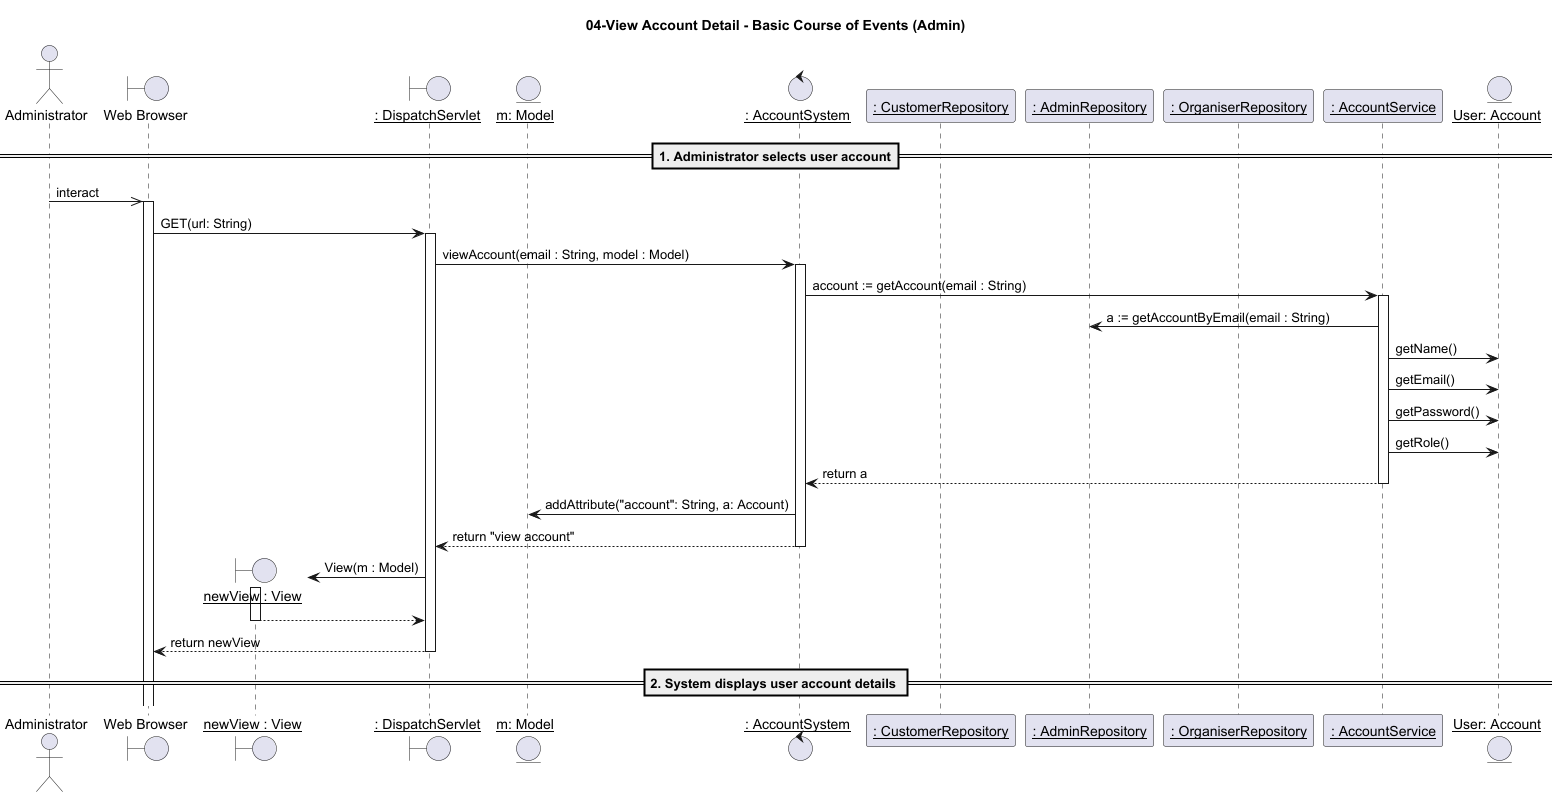 04-View Account Detail - Basic Course of Events (Admin)
Administrator
Web Browser
: DispatchServlet
m: Model
: AccountSystem
: CustomerRepository
: AdminRepository
: OrganiserRepository
: AccountService
User: Account
1. Administrator selects user account
interact
GET(url: String)
viewAccount(email : String, model : Model)
account := getAccount(email : String)
a := getAccountByEmail(email : String)
getName()
getEmail()
getPassword()
getRole()
return a
addAttribute("account": String, a: Account)
return "view account"
View(m : Model)
newView : View
return newView
2. System displays user account details
Administrator
Web Browser
newView : View
: DispatchServlet
m: Model
: AccountSystem
: CustomerRepository
: AdminRepository
: OrganiserRepository
: AccountService
User: Account